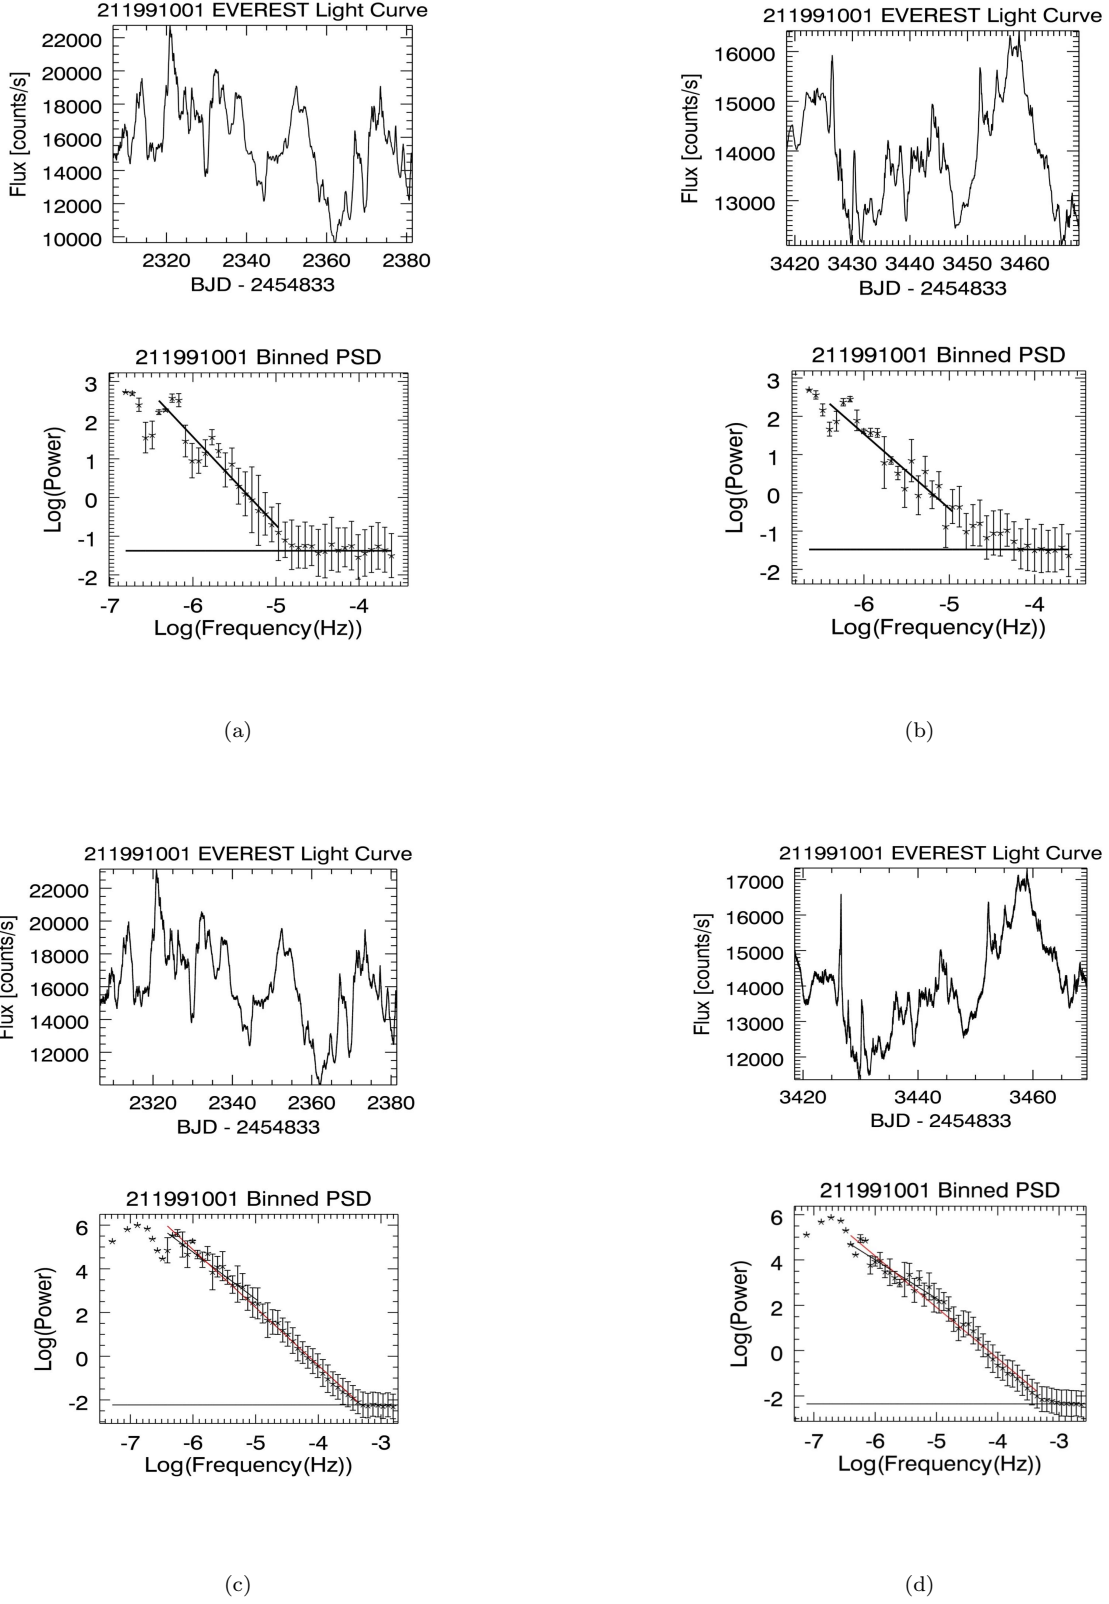 211991001 EVEREST Light Curve
Flux [counts/s]
22000
20000
18000
16000
14000
12000
10000
2320 2340 2360 2380
BJD - 2454833
211991001 Binned PSD
Log(Power)
3
2
1
0
-1
-2
-7 -6 -5 -4
Log(Frequency(Hz))
(a)
211991001 EVEREST Light Curve
Flux [counts/s]
16000
15000
14000
13000
3420 3430 3440 3450 3460
BJD - 2454833
211991001 Binned PSD
Log(Power)
3
2
1
0
-1
-2
-6 -5 -4
Log(Frequency(Hz))
(b)
211991001 EVEREST Light Curve
Flux [counts/s]
22000
20000
18000
16000
14000
12000
2320 2340 2360 2380
BJD - 2454833
211991001 Binned PSD
Log(Power)
6
4
2
0
-2
-7 -6 -5 -4 -3
Log(Frequency(Hz))
(c)
211991001 EVEREST Light Curve
Flux [counts/s]
17000
16000
15000
14000
13000
12000
3420 3440 3460
BJD - 2454833
211991001 Binned PSD
Log(Power)
6
4
2
0
-2
-7 -6 -5 -4 -3
Log(Frequency(Hz))
(d)